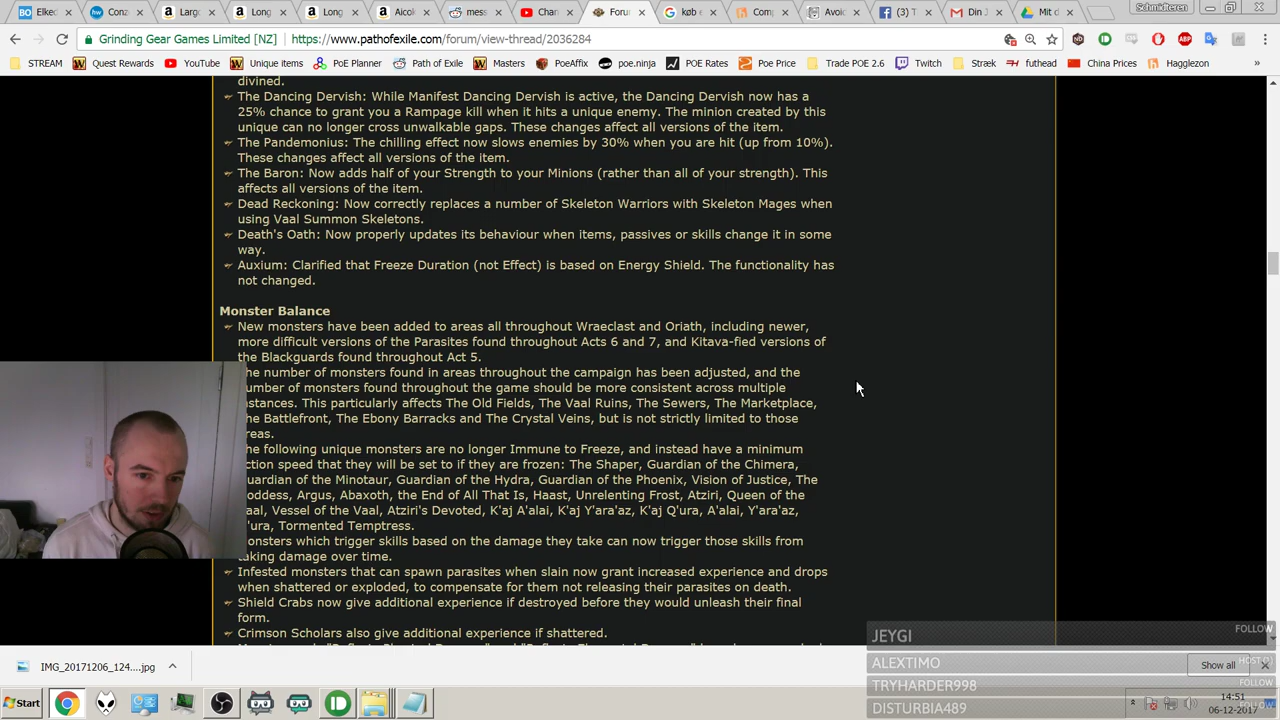 Elked
Conz
Largo
Long
Long
Aicok
mess
Chan
Foru
køb e
Comp
Avoid
(3) T
Din J
Mit d
Schmidteren
Grinding Gear Games Limited [NZ]
https://www.pathofexile.com/forum/view-thread/2036284
STREAM
Quest Rewards
YouTube
Unique items
PoE Planner
Path of Exile
Masters
PoeAffix
poe.ninja
POE Rates
Poe Price
Trade POE 2.6
Twitch
Stræk
futhead
China Prices
Hagglezon
divined.
The Dancing Dervish: While Manifest Dancing Dervish is active, the Dancing Dervish now has a
25% chance to grant you a Rampage kill when it hits a unique enemy. The minion created by this
unique can no longer cross unwalkable gaps. These changes affect all versions of the item.
The Pandemonius: The chilling effect now slows enemies by 30% when you are hit (up from 10%).
These changes affect all versions of the item.
The Baron: Now adds half of your Strength to your Minions (rather than all of your strength). This
affects all versions of the item.
Dead Reckoning: Now correctly replaces a number of Skeleton Warriors with Skeleton Mages when
using Vaal Summon Skeletons.
Death's Oath: Now properly updates its behaviour when items, passives or skills change it in some
way.
Auxium: Clarified that Freeze Duration (not Effect) is based on Energy Shield. The functionality has
not changed.
Monster Balance
New monsters have been added to areas all throughout Wraeclast and Oriath, including newer,
more difficult versions of the Parasites found throughout Acts 6 and 7, and Kitava-fied versions of
the Blackguards found throughout Act 5.
he number of monsters found in areas throughout the campaign has been adjusted, and the
umber of monsters found throughout the game should be more consistent across multiple
nstances. This particularly affects The Old Fields, The Vaal Ruins, The Sewers, The Marketplace,
he Battlefront, The Ebony Barracks and The Crystal Veins, but is not strictly limited to those
reas.
he following unique monsters are no longer Immune to Freeze, and instead have a minimum
ction speed that they will be set to if they are frozen: The Shaper, Guardian of the Chimera,
uardian of the Minotaur, Guardian of the Hydra, Guardian of the Phoenix, Vision of Justice, The
oddess, Argus, Abaxoth, the End of All That Is, Haast, Unrelenting Frost, Atziri, Queen of the
aal, Vessel of the Vaal, Atziri's Devoted, K'aj A'alai, K'aj Y'ara'az, K'aj Q'ura, A'alai, Y'ara'az,
'ura, Tormented Temptress.
onsters which trigger skills based on the damage they take can now trigger those skills from
taking damage over time.
Infested monsters that can spawn parasites when slain now grant increased experience and drops
when shattered or exploded, to compensate for them not releasing their parasites on death.
Shield Crabs now give additional experience if destroyed before they would unleash their final
form.
Crimson Scholars also give additional experience if shattered.
JEYGI
FOLLOW
ALEXTIMO
HOST (2)
TRYHARDER998
FOLLOW
DISTURBIA489
FOLLOW
IMG_20171206_124....jpg
Show all
Start
14:51
06-12-2017